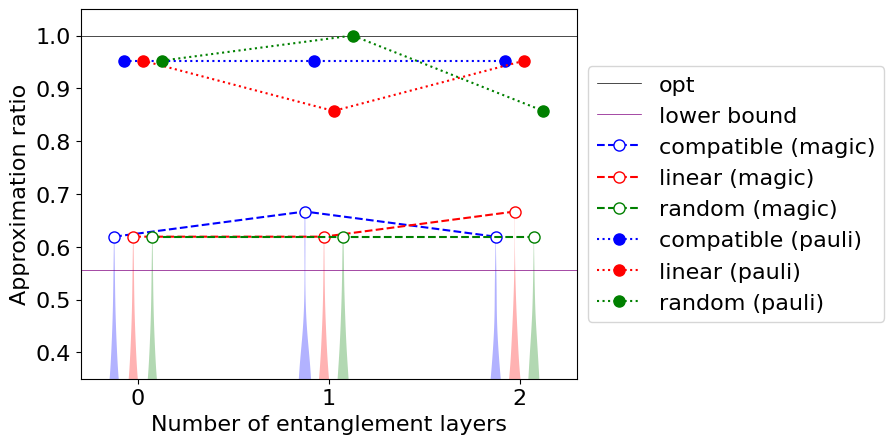 1.0
0.9
0.8
0.7
0.6
0.5
0.4
Approximation ratio
0 1 2
Number of entanglement layers
opt
lower bound
compatible (magic)
linear (magic)
random (magic)
compatible (pauli)
linear (pauli)
random (pauli)